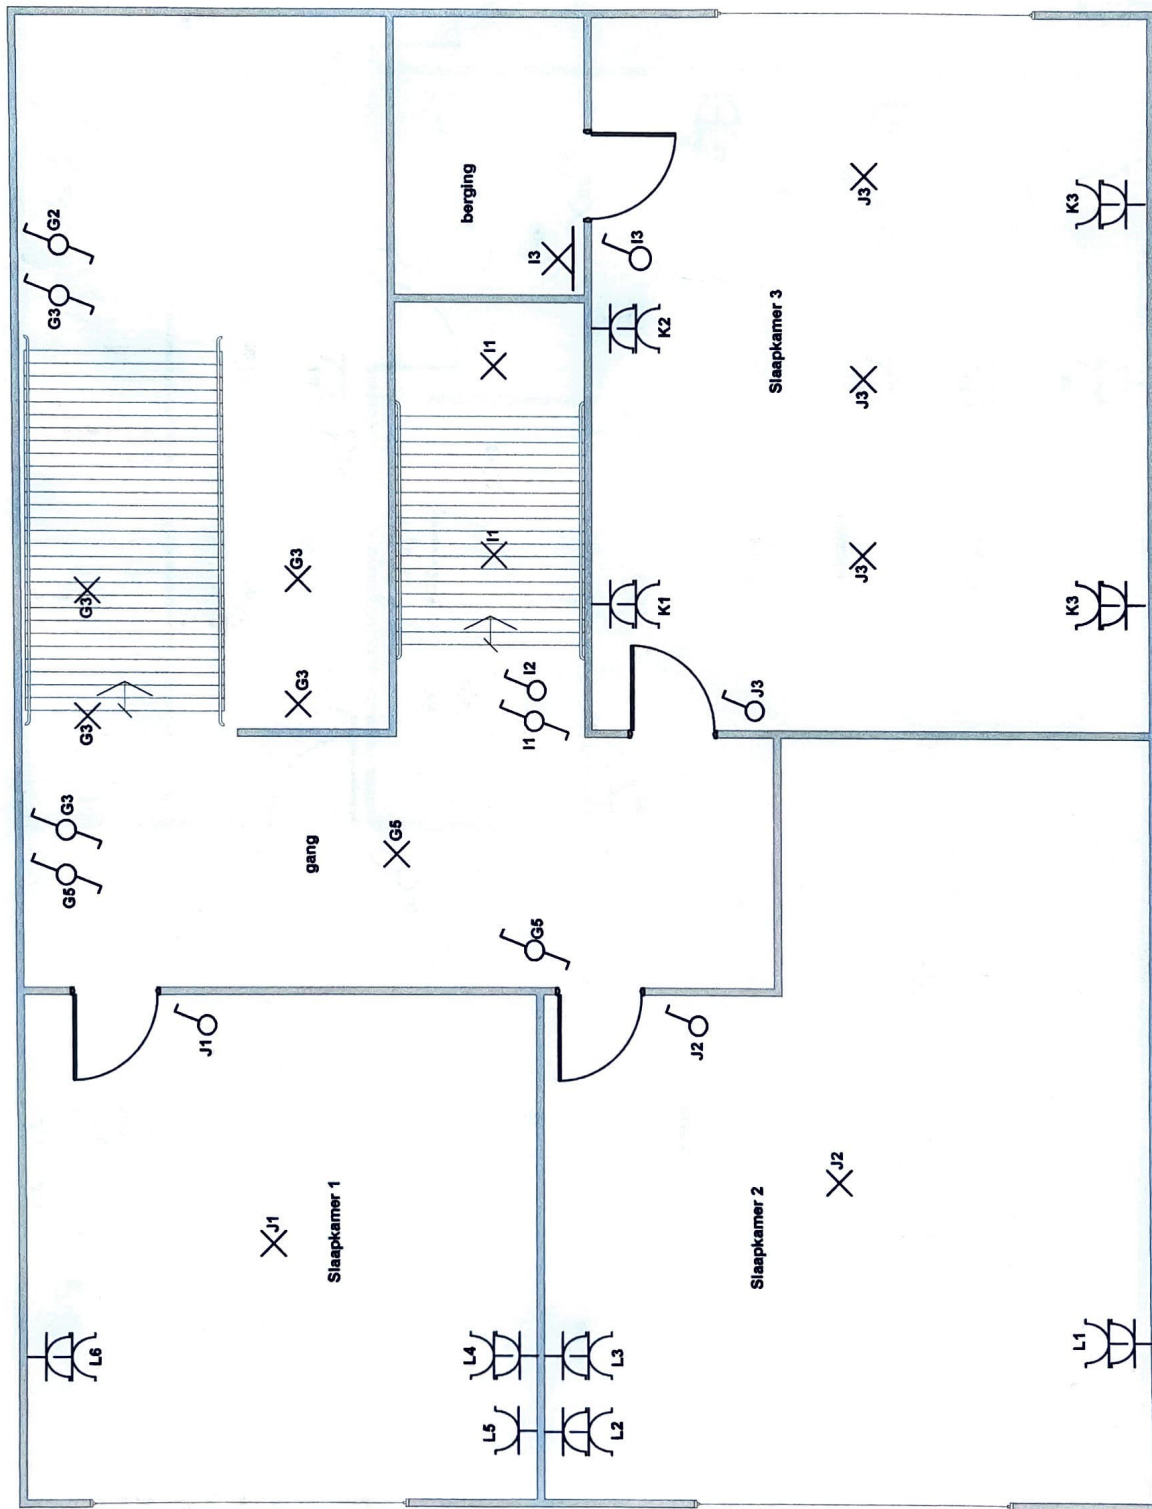 G3
G2
G3
G5
G3
G3
L6
J1
J1
G3
G3
gang
Slaapkamer 1
G5
L4
berging
L5
I1
I1
I1
I2
I3
G5
L2
L3
I3
K1
K2
J2
Slaapkamer 2
J3
Slaapkamer 3
J2
J3
J3
J3
L1
K3
K3